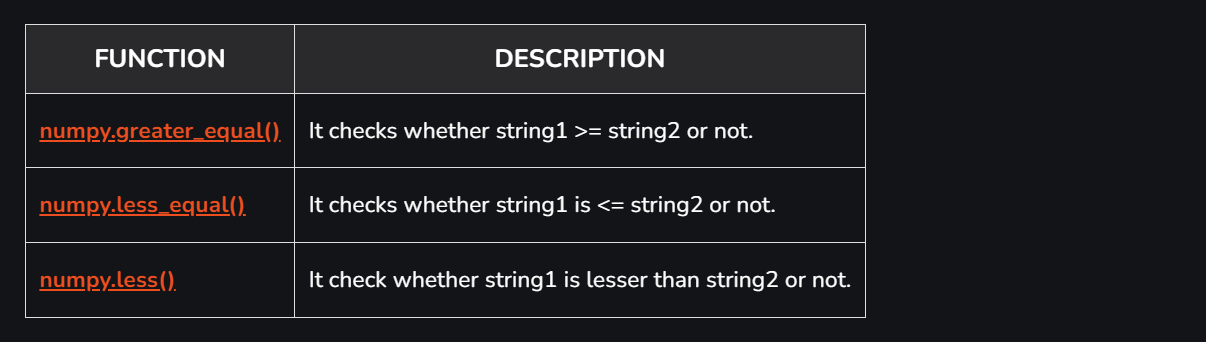 FUNCTION DESCRIPTION
numpy.greater_equal() It checks whether string1 >= string2 or not.
numpy.less_equal() It checks whether string1 is <= string2 or not.
numpy.less() It check whether string1 is lesser than string2 or not.